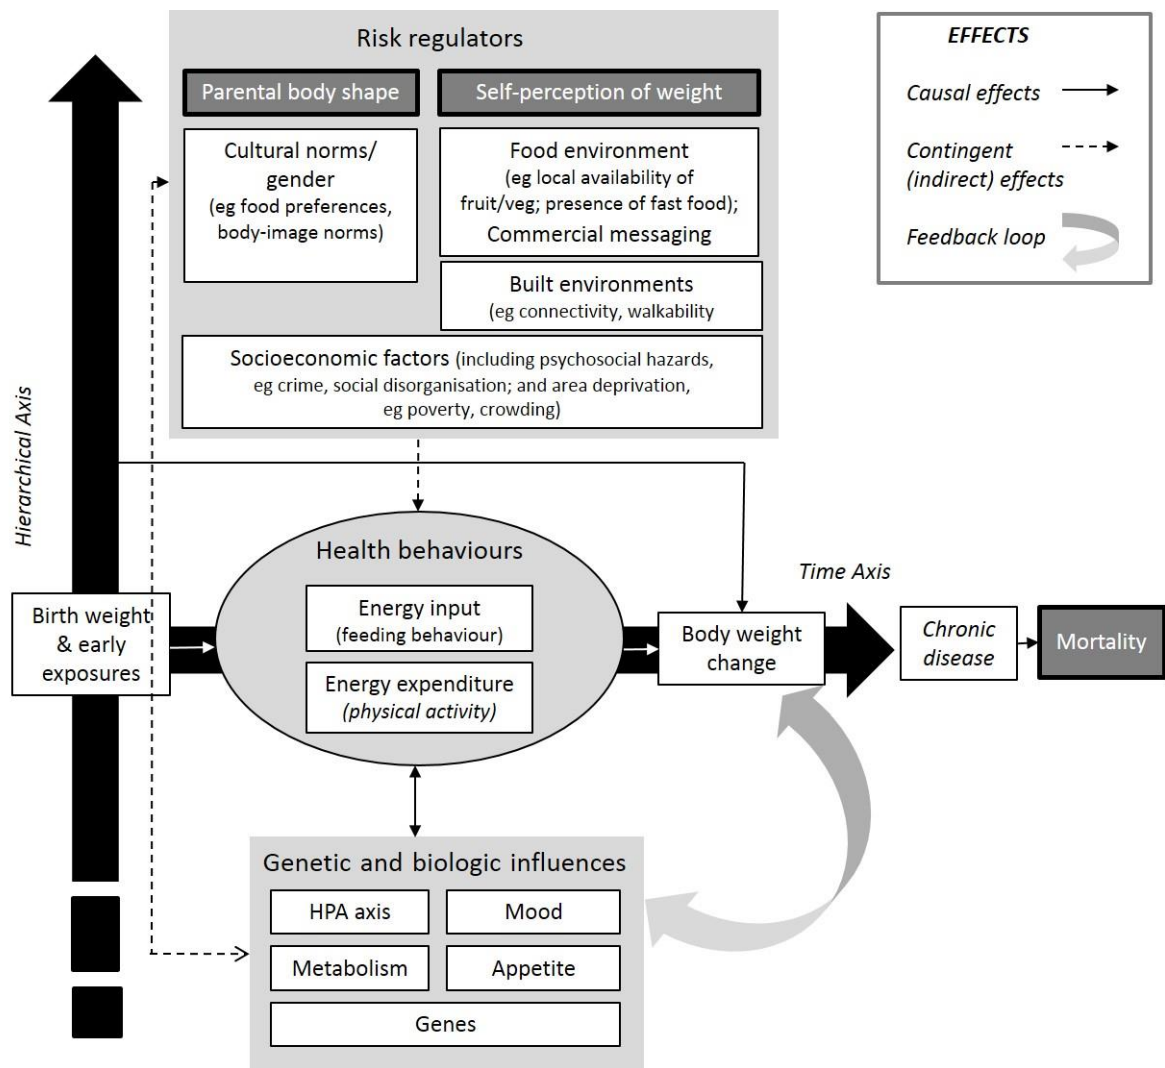 Risk regulators
Parental body shape
Self-perception of weight
Cultural norms/
gender
(eg food preferences,
body-image norms)
Food environment
(eg local availability of
fruit/veg; presence of fast food);
Commercial messaging
Built environments
(eg connectivity, walkability
Socioeconomic factors (including psychosocial hazards,
eg crime, social disorganisation; and area deprivation,
eg poverty, crowding)
EFFECTS
Causal effects
Contingent
(indirect) effects
Feedback loop
Hierarchical Axis
Health behaviours
Energy input
(feeding behaviour)
Energy expenditure
(physical activity)
Birth weight
& early
exposures
Time Axis
Body weight
change
Chronic
disease
Mortality
Genetic and biologic influences
HPA axis
Mood
Metabolism
Appetite
Genes